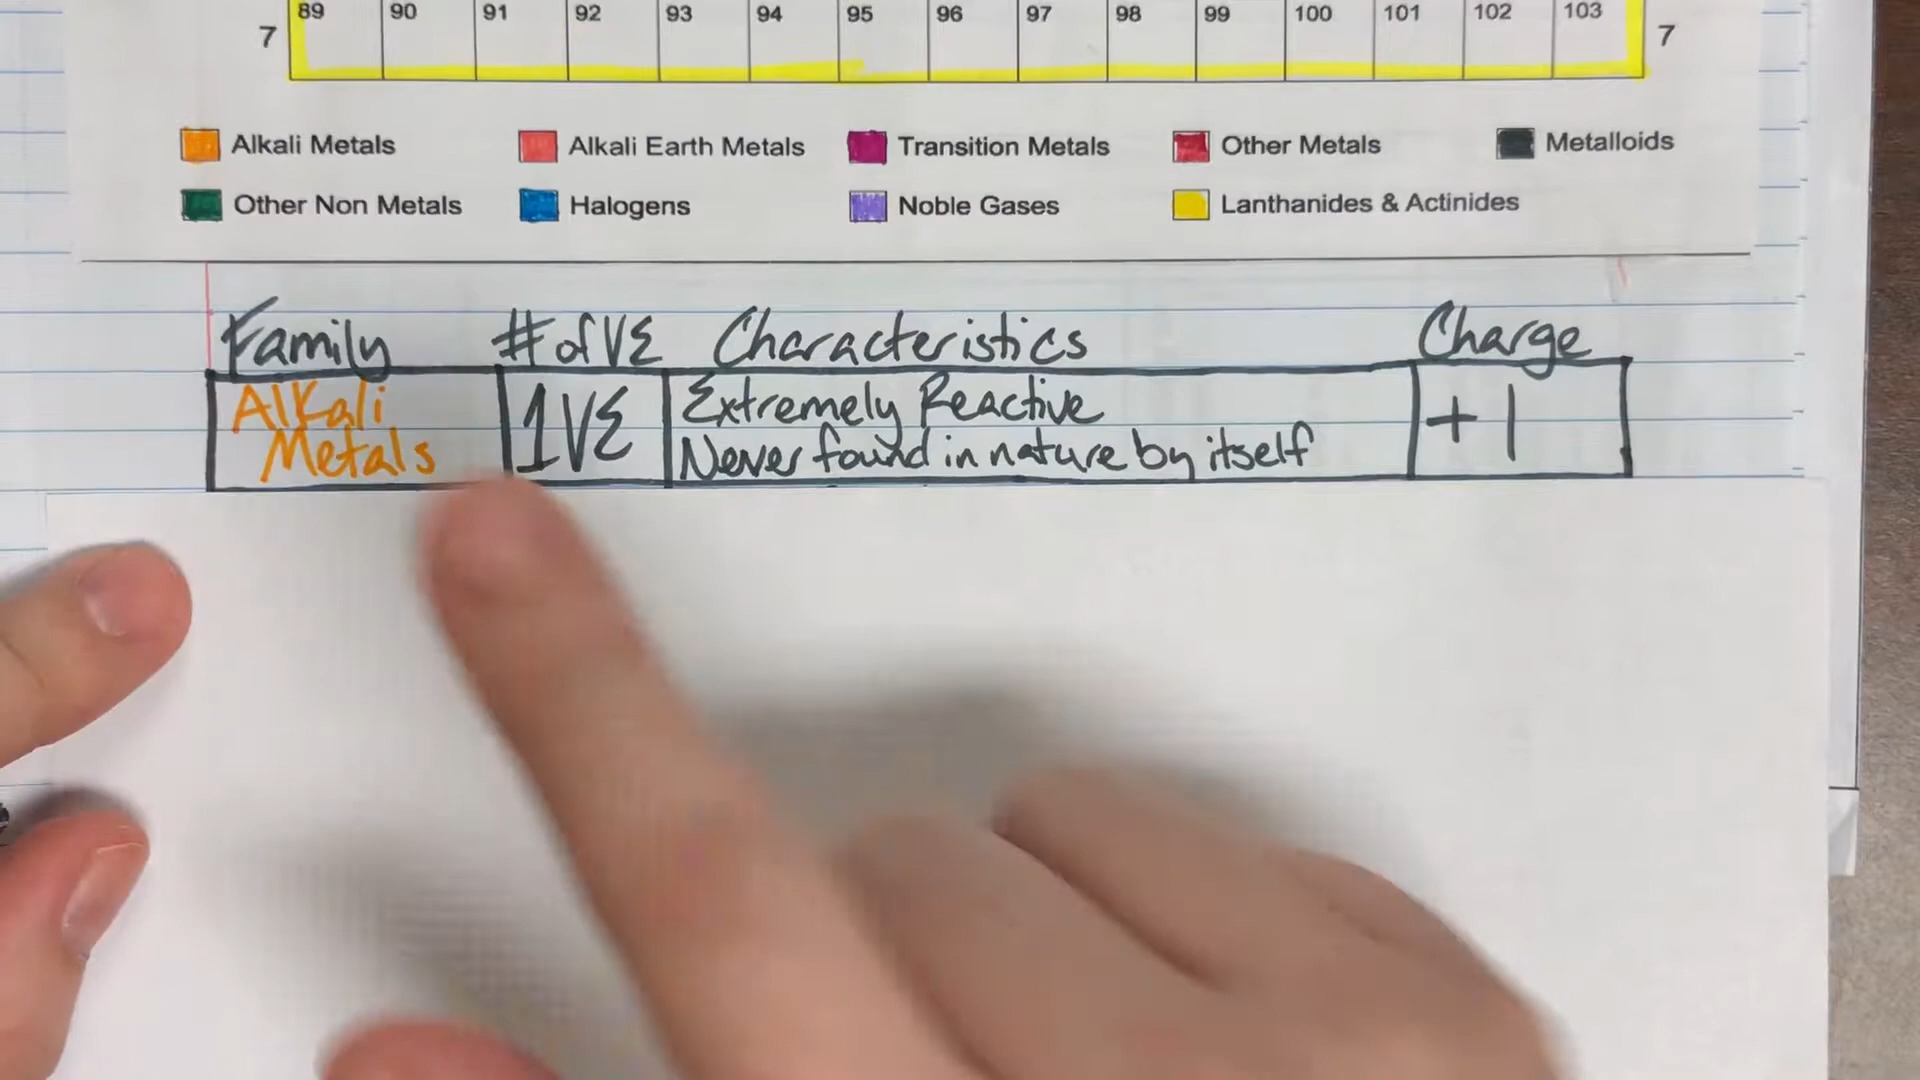 89 90 91 92 93 94 95 96 97 98 99 100 101 102 103
7 7
Alkali Metals Alkali Earth Metals Transition Metals Other Metals Metalloids
Other Non Metals Halogens Noble Gases Lanthanides & Actinides
Family # of VE Characteristics Charge
Alkali
Metals
1VE
Extremely Reactive
Never found in nature by itself
+1